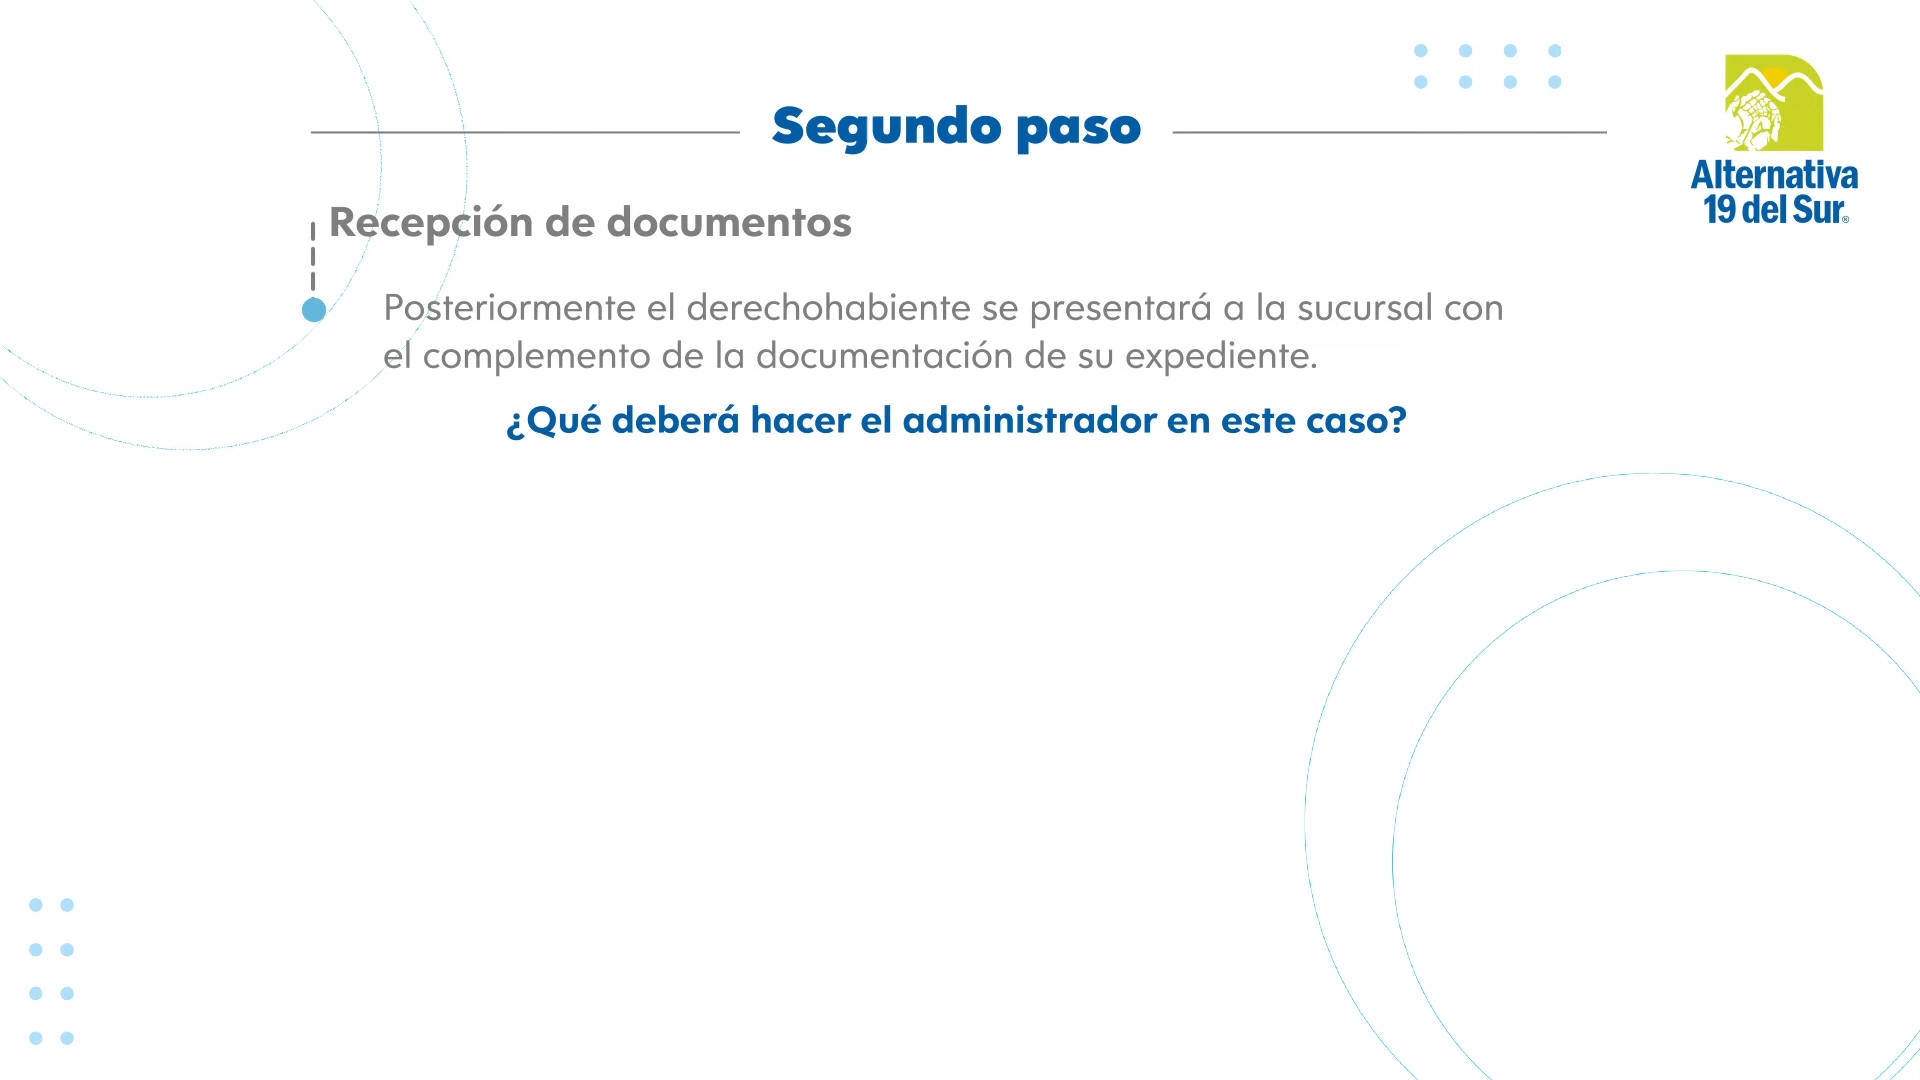 Segundo paso
Alternativa
19 del Sur®
Recepción de documentos
Posteriormente el derechohabiente se presentará a la sucursal con
el complemento de la documentación de su expediente.
¿Qué deberá hacer el administrador en este caso?